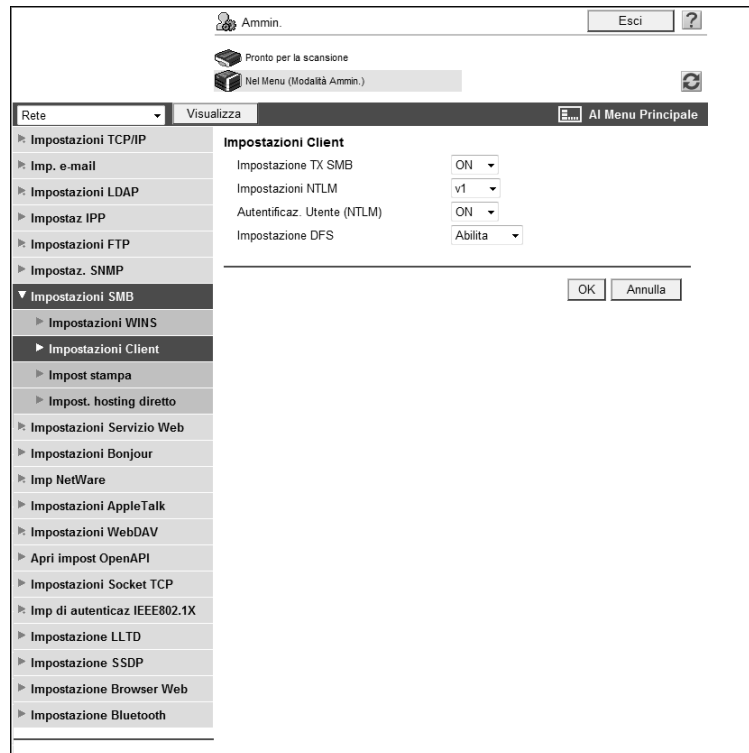 Ammin.
Esci
?
Pronto per la scansione
Nel Menu (Modalità Ammin.)
Rete
Visualizza
Al Menu Principale
Impostazioni TCP/IP
Imp. e-mail
Impostazioni LDAP
Impostaz IPP
Impostazioni FTP
Impostaz. SNMP
Impostazioni SMB
Impostazioni WINS
Impostazioni Client
Impost stampa
Impost. hosting diretto
Impostazioni Servizio Web
Impostazioni Bonjour
Imp NetWare
Impostazioni AppleTalk
Impostazioni WebDAV
Apri impost OpenAPI
Impostazioni Socket TCP
Imp di autenticaz IEEE802.1X
Impostazione LLTD
Impostazione SSDP
Impostazione Browser Web
Impostazione Bluetooth
Impostazioni Client
Impostazione TX SMB ON
Impostazioni NTLM v1
Autentificaz. Utente (NTLM) ON
Impostazione DFS Abilita
OK Annulla